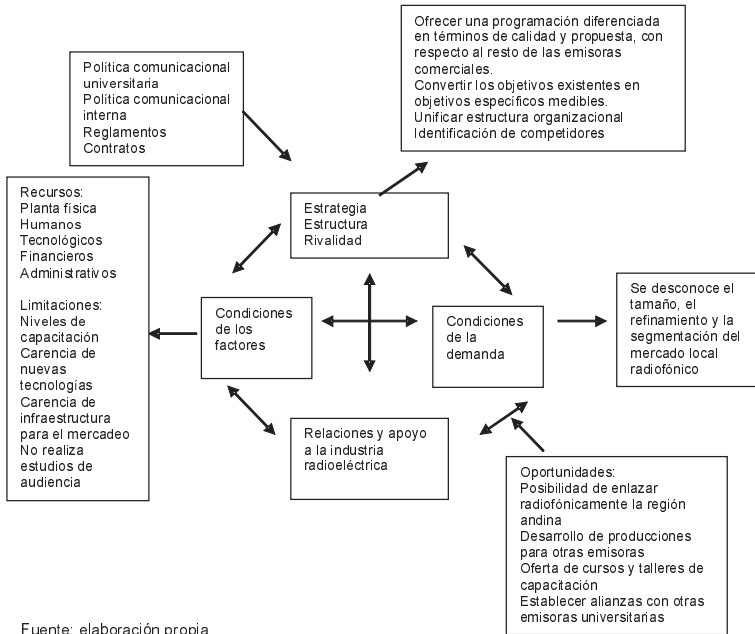 Ofrecer una programación diferenciada
en términos de calidad y propuesta, con
respecto al resto de las emisoras
comerciales.
Convertir los objetivos existentes en
objetivos específicos medibles.
Unificar estructura organizacional
Identificación de competidores
Política comunicacional
universitaria
Política comunicacional
interna
Reglamentos
Contratos
Recursos:
Planta física
Humanos
Tecnológicos
Financieros
Administrativos
Limitaciones:
Niveles de
capacitación
Carencia de
nuevas
tecnologías
Carencia de
infraestructura
para el mercadeo
No realiza
estudios de
audiencia
Estrategia
Estructura
Rivalidad
Condiciones
de los
factores
Condiciones
de la
demanda
Se desconoce el
tamaño, el
refinamiento y la
segmentación del
mercado local
radiofónico
Relaciones y apoyo
a la industria
radioeléctrica
Oportunidades:
Posibilidad de enlazar
radiofónicamente la región
andina
Desarrollo de producciones
para otras emisoras
Oferta de cursos y talleres de
capacitación
Establecer alianzas con otras
emisoras universitarias
Fuente: elaboración propia